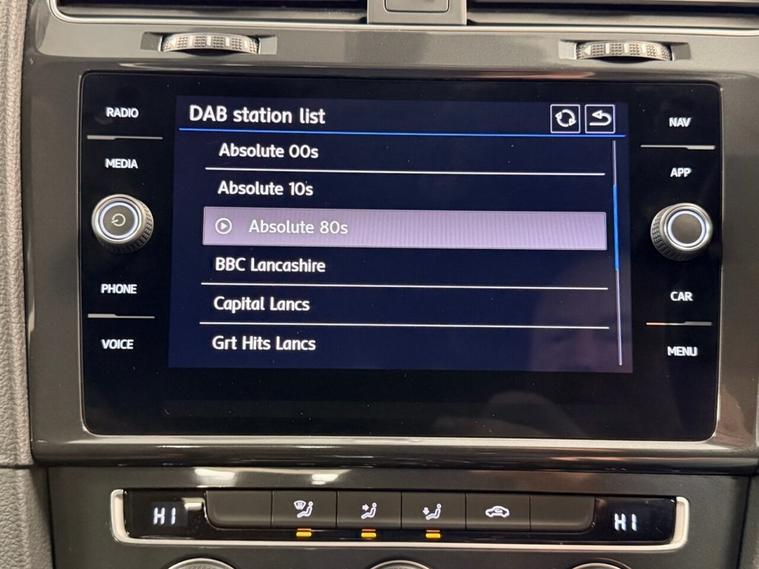 RADIO
MEDIA
PHONE
VOICE
DAB station list
Absolute 00s
Absolute 10s
Absolute 80s
BBC Lancashire
Capital Lancs
Grt Hits Lancs
NAV
APP
CAR
MENU
HI
HI